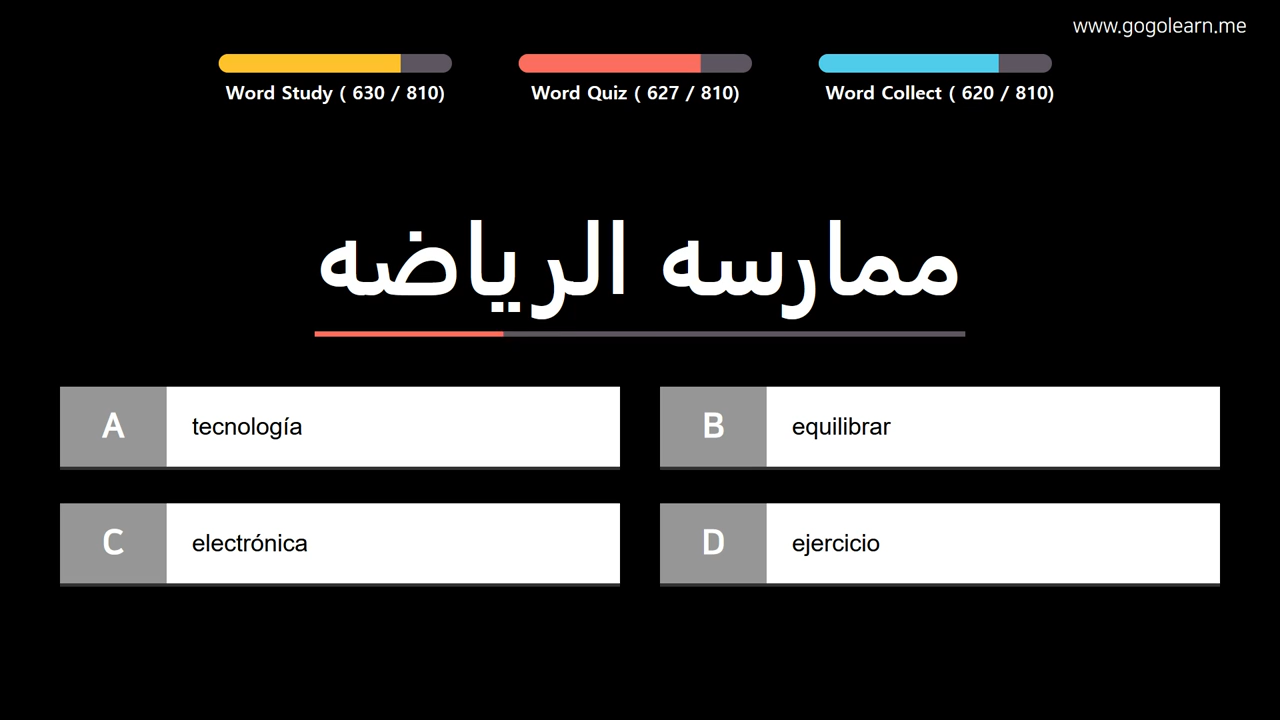 www.gogolearn.me
Word Study ( 630 / 810)
Word Quiz ( 627 / 810)
Word Collect ( 620 / 810)
ممارسه الرياضه
A tecnología
B equilibrar
C electrónica
D ejercicio